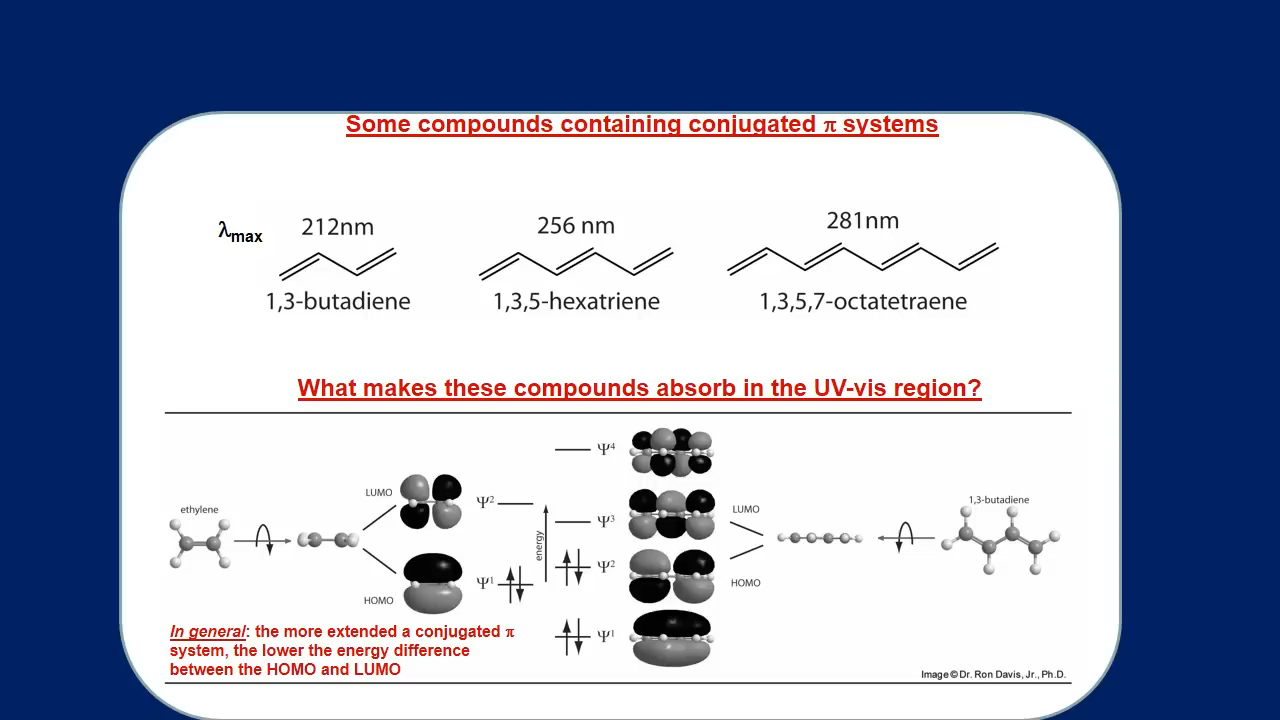 Some compounds containing conjugated π systems
λmax
212nm
256 nm
281nm
1,3-butadiene
1,3,5-hexatriene
1,3,5,7-octatetraene
What makes these compounds absorb in the UV-vis region?
Ψ4
LUMO
Ψ2
ethylene
1,3-butadiene
LUMO
Ψ3
energy
Ψ2
HOMO
Ψ1
HOMO
In general: the more extended a conjugated π
system, the lower the energy difference
between the HOMO and LUMO
Ψ1
Image © Dr. Ron Davis, Jr., Ph.D.